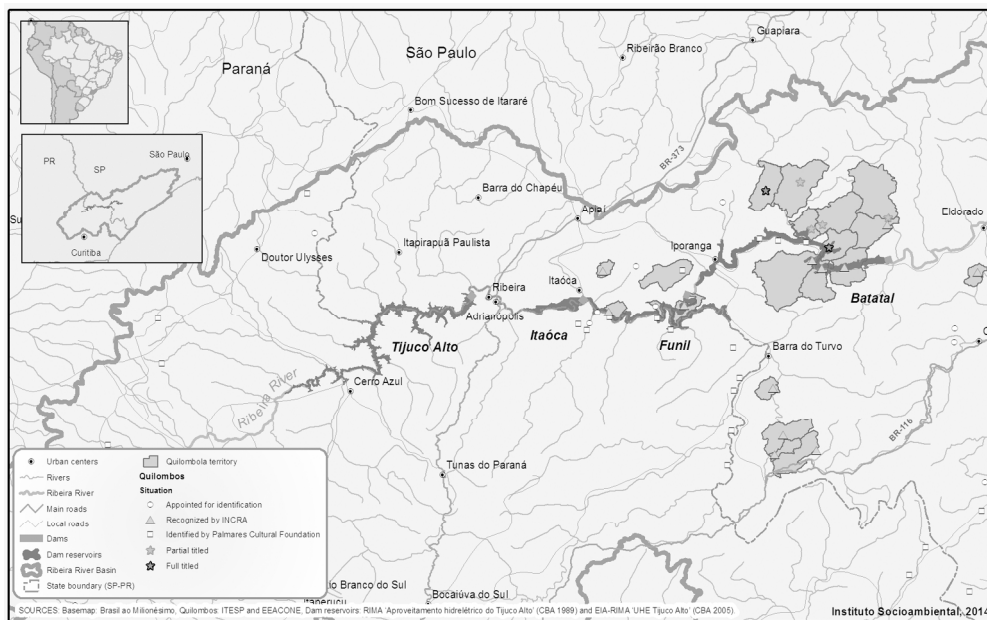 Guapiara
São Paulo
Ribeirão Branco
Paraná
Bom Sucesso de Itararé
BR-373
PR
SP
São Paulo
Curitiba
Barra do Chapéu
Apiaí
Eldorado
Doutor Ulysses
Itapirapuã Paulista
Iporanga
Itaóca
Ribeira
Adrianópolis
Batatal
Tijuco Alto
Itaóca
Funil
Barra do Turvo
Ribeira River
Cerro Azul
BR-116
Tunas do Paraná
Urban centers
Rivers
Ribeira River
Main roads
Local roads
Dams
Dam reservoirs
Ribeira River Basin
State boundary (SP-PR)
Quilombola territory
Quilombos
Situation
Appointed for identification
Recognized by INCRA
Identified by Palmares Cultural Foundation
Partial titled
Full titled
o Branco do Sul
Itaperuçu
Bocaiúva do Sul
SOURCES: Basemap: Brasil ao Milionésimo, Quilombos: ITESP and EEACONE, Dam reservoirs: RIMA 'Aproveitamento hidrelétrico do Tijuco Alto' (CBA 1989) and EIA-RIMA 'UHE Tijuco Alto' (CBA 2005).
Instituto Socioambiental, 2014